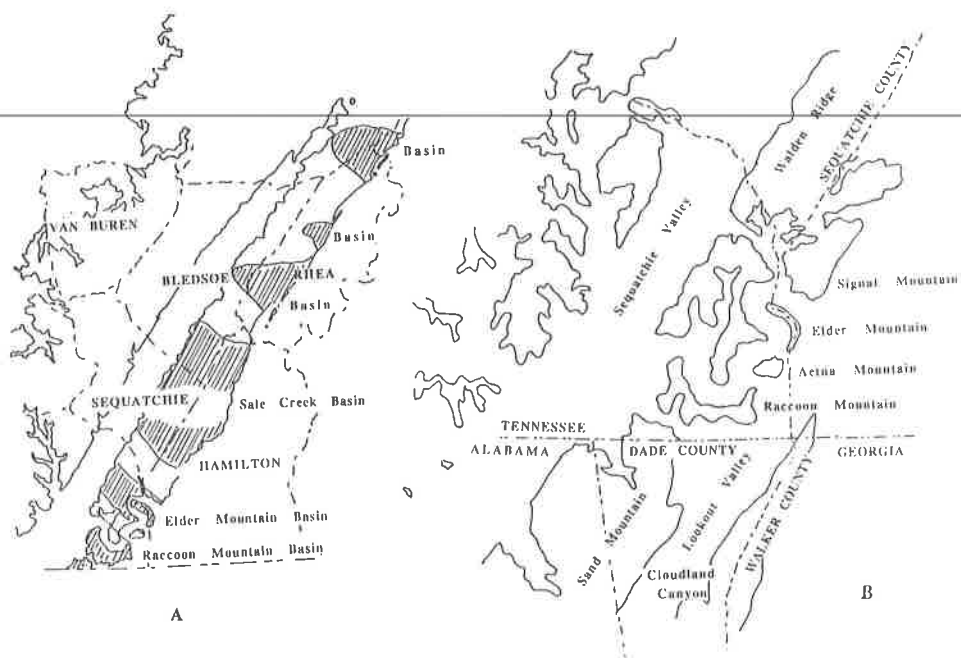 Basin
VAN BUREN
Basin
BLEDSOE
RHEA
Basin
SEQUATCHIE
Sale Creek Basin
HAMILTON
Elder Mountain Basin
Raccoon Mountain Basin
A
Walden Ridge
SEQUATCHIE COUNTY
Sequatchie Valley
Signal Mountain
Elder Mountain
Aetna Mountain
Raccoon Mountain
TENNESSEE
ALABAMA
DADE COUNTY
GEORGIA
Sand Mountain
Lookout Valley
WALKER COUNTY
Cloudland
Canyon
B